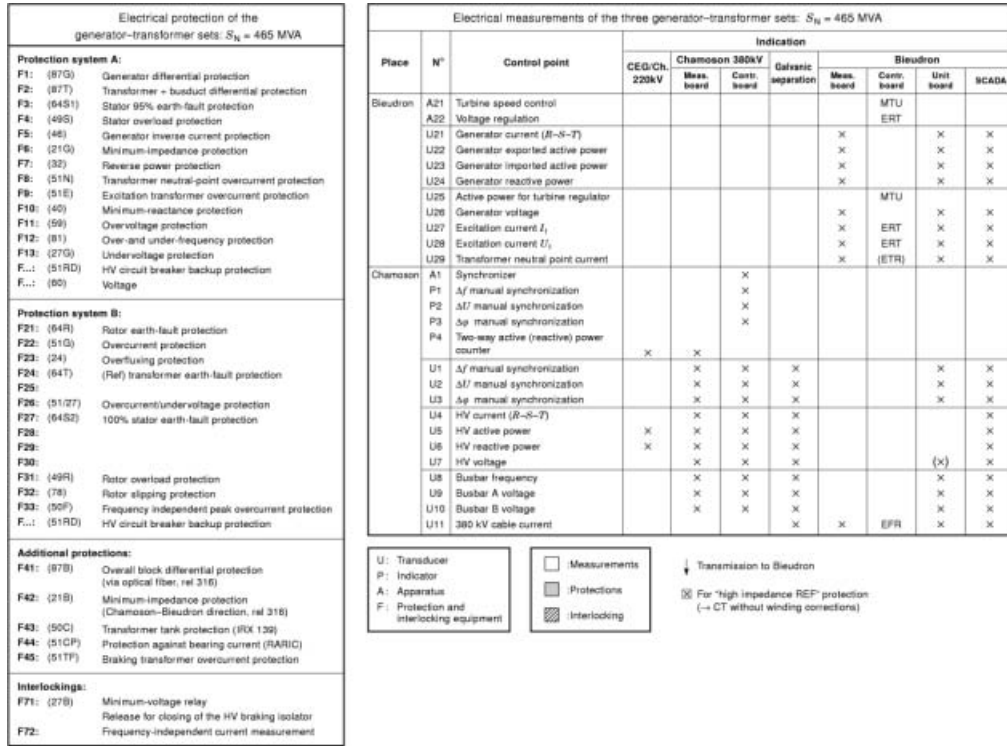 Electrical protection of the
generator–transformer sets: S_N = 465 MVA
Protection system A:
F1: (87G) Generator differential protection
F2: (87T) Transformer + busduct differential protection
F3: (64S1) Stator 95% earth-fault protection
F4: (49S) Stator overload protection
F5: (46) Generator inverse current protection
F6: (21G) Minimum-impedance protection
F7: (32) Reverse power protection
F8: (51N) Transformer neutral-point overcurrent protection
F9: (51E) Excitation transformer overcurrent protection
F10: (40) Minimum-reactance protection
F11: (59) Overvoltage protection
F12: (81) Over-and under-frequency protection
F13: (27G) Undervoltage protection
F...: (51RD) HV circuit breaker backup protection
F...: (60) Voltage
Protection system B:
F21: (64R) Rotor earth-fault protection
F22: (51G) Overcurrent protection
F23: (24) Overfluxing protection
F24: (64T) (Ref) transformer earth-fault protection
F25:
F26: (51/27) Overcurrent/undervoltage protection
F27: (64S2) 100% stator earth-fault protection
F28:
F29:
F30:
F31: (49R) Rotor overload protection
F32: (78) Rotor slipping protection
F33: (50F) Frequency independent peak overcurrent protection
F...: (51RD) HV circuit breaker backup protection
Additional protections:
F41: (87B) Overall block differential protection
(via optical fiber, rel 316)
F42: (21B) Minimum-impedance protection
(Chamoson–Bieudron direction, rel 316)
F43: (50C) Transformer tank protection (IRX 139)
F44: (51CP) Protection against bearing current (RARIC)
F45: (51TF) Braking transformer overcurrent protection
Interlockings:
F71: (27B) Minimum-voltage relay
Release for closing of the HV braking isolator
F72: Frequency-independent current measurement
Electrical measurements of the three generator–transformer sets: S_N = 465 MVA
Place N° Control point Indication
CEG/Ch. 220kV Chamoson 380kV Galvanic separation Bieudron
Meas. board Contr. board Meas. board Contr. board Unit board SCADA
Bieudron A21 Turbine speed control MTU
A22 Voltage regulation ERT
U21 Generator current (R–S–T) × × ×
U22 Generator exported active power × × ×
U23 Generator imported active power × × ×
U24 Generator reactive power × × ×
U25 Active power for turbine regulator MTU
U26 Generator voltage × × ×
U27 Excitation current I₁ × ERT × ×
U28 Excitation current U₁ × ERT × ×
U29 Transformer neutral point current × (ETR) × ×
Chamoson A1 Synchronizer ×
P1 Δf manual synchronization ×
P2 ΔU manual synchronization ×
P3 Δφ manual synchronization ×
P4 Two-way active (reactive) power
counter × ×
U1 Δf manual synchronization × × × × ×
U2 ΔU manual synchronization × × × × ×
U3 Δφ manual synchronization × × × × ×
U4 HV current (R–S–T) × × × ×
U5 HV active power × × × × ×
U6 HV reactive power × × × × ×
U7 HV voltage × × × (×) ×
U8 Busbar frequency × × × × ×
U9 Busbar A voltage × × × × ×
U10 Busbar B voltage × × × × ×
U11 380 kV cable current × × EFR × ×
U: Transducer
P: Indicator
A: Apparatus
F: Protection and
interlocking equipment
:Measurements
:Protections
:Interlocking
↓ Transmission to Bieudron
☒ For "high impedance REF" protection
(→ CT without winding corrections)